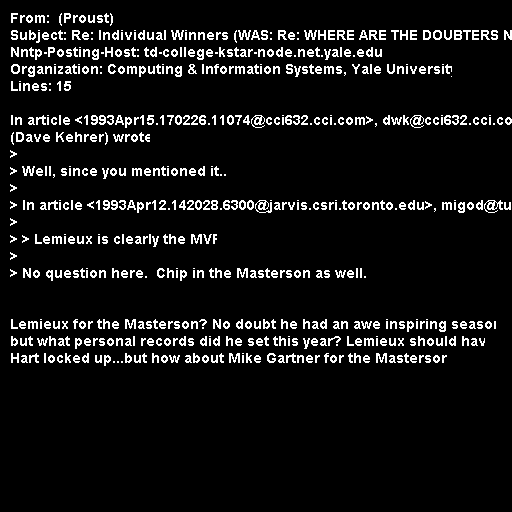 From:  (Proust)
Subject: Re: Individual Winners (WAS: Re: WHERE ARE THE DOUBTERS N
Nntp-Posting-Host: td-college-kstar-node.net.yale.edu
Organization: Computing & Information Systems, Yale University
Lines: 15

In article <1993Apr15.170226.11074@cci632.cci.com>, dwk@cci632.cci.co
(Dave Kehrer) wrote
>
> Well, since you mentioned it..
>
> In article <1993Apr12.142028.6300@jarvis.csri.toronto.edu>, migod@tu
>
> > Lemieux is clearly the MVP
>
> No question here.  Chip in the Masterson as well.

Lemieux for the Masterson? No doubt he had an awe inspiring season
but what personal records did he set this year? Lemieux should hav
Hart locked up...but how about Mike Gartner for the Masterson